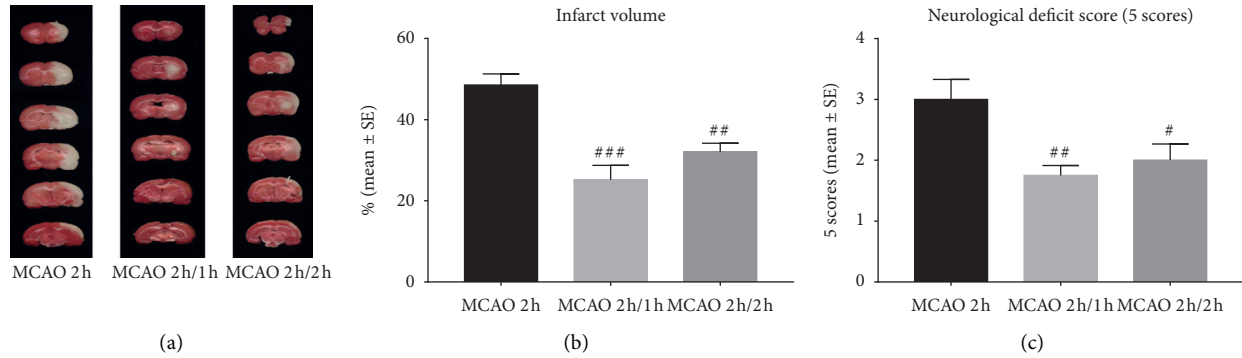 MCAO 2h
MCAO 2h/1h
MCAO 2h/2h
(a)
Infarct volume
% (mean ± SE)
60
40
20
0
###
##
MCAO 2h
MCAO 2h/1h
MCAO 2h/2h
(b)
Neurological deficit score (5 scores)
5 scores (mean ± SE)
4
3
2
1
0
##
#
MCAO 2h
MCAO 2h/1h
MCAO 2h/2h
(c)